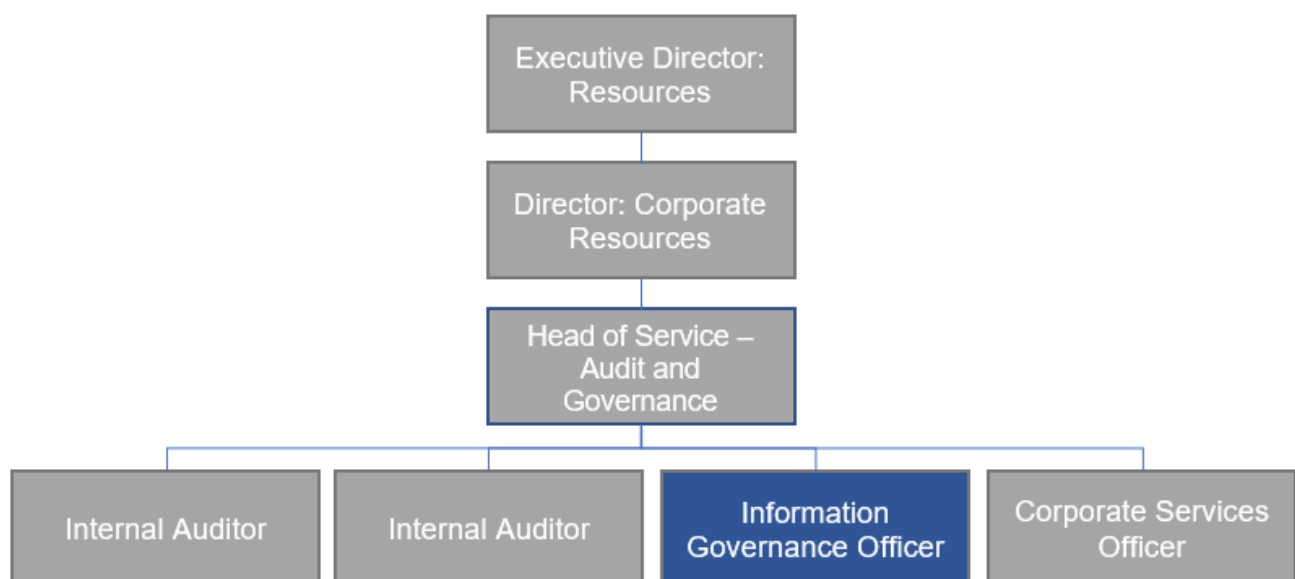 Executive Director:
Resources
Director: Corporate
Resources
Head of Service –
Audit and
Governance
Internal Auditor
Internal Auditor
Information
Governance Officer
Corporate Services
Officer